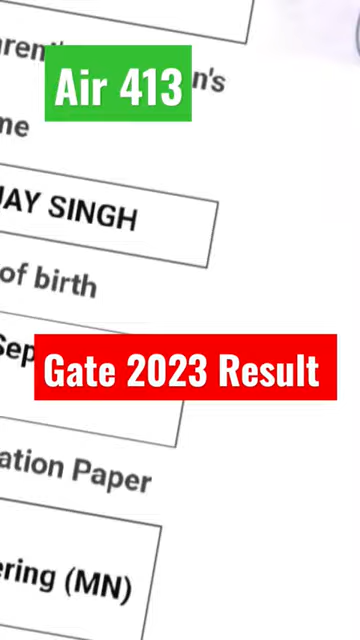 Air 413
n's
me
JAY SINGH
of birth
Sep
Gate 2023 Result
ation Paper
ering (MN)